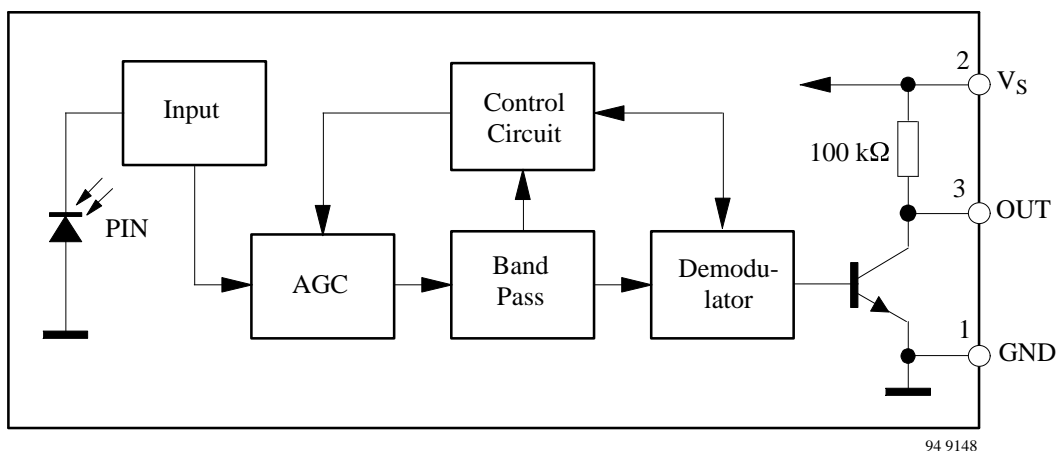 Input
Control
Circuit
2
V_S
100 kΩ
3
OUT
PIN
AGC
Band
Pass
Demodu-
lator
1
GND
94 9148